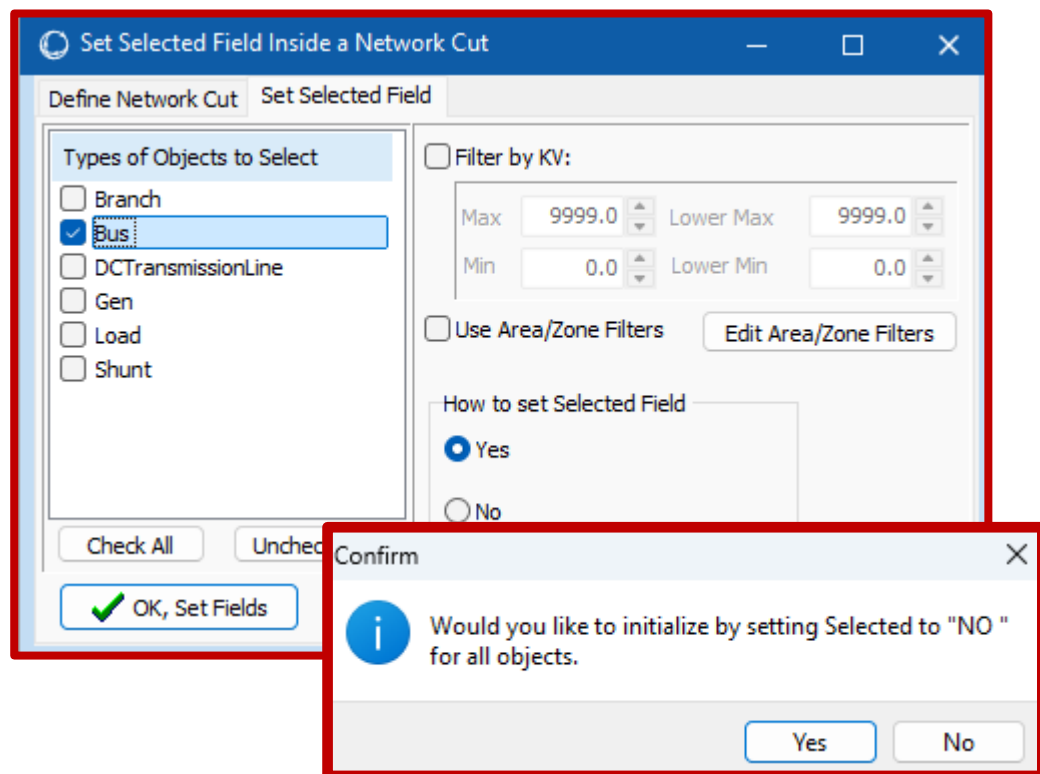 Set Selected Field Inside a Network Cut
Define Network Cut Set Selected Field
Types of Objects to Select
Branch
Bus
DCTransmissionLine
Gen
Load
Shunt
Check All
OK, Set Fields
Filter by KV:
Max 9999.0 Lower Max 9999.0
Min 0.0 Lower Min 0.0
Use Area/Zone Filters Edit Area/Zone Filters
How to set Selected Field
Yes
No
Confirm
Would you like to initialize by setting Selected to "NO "
for all objects.
Yes No